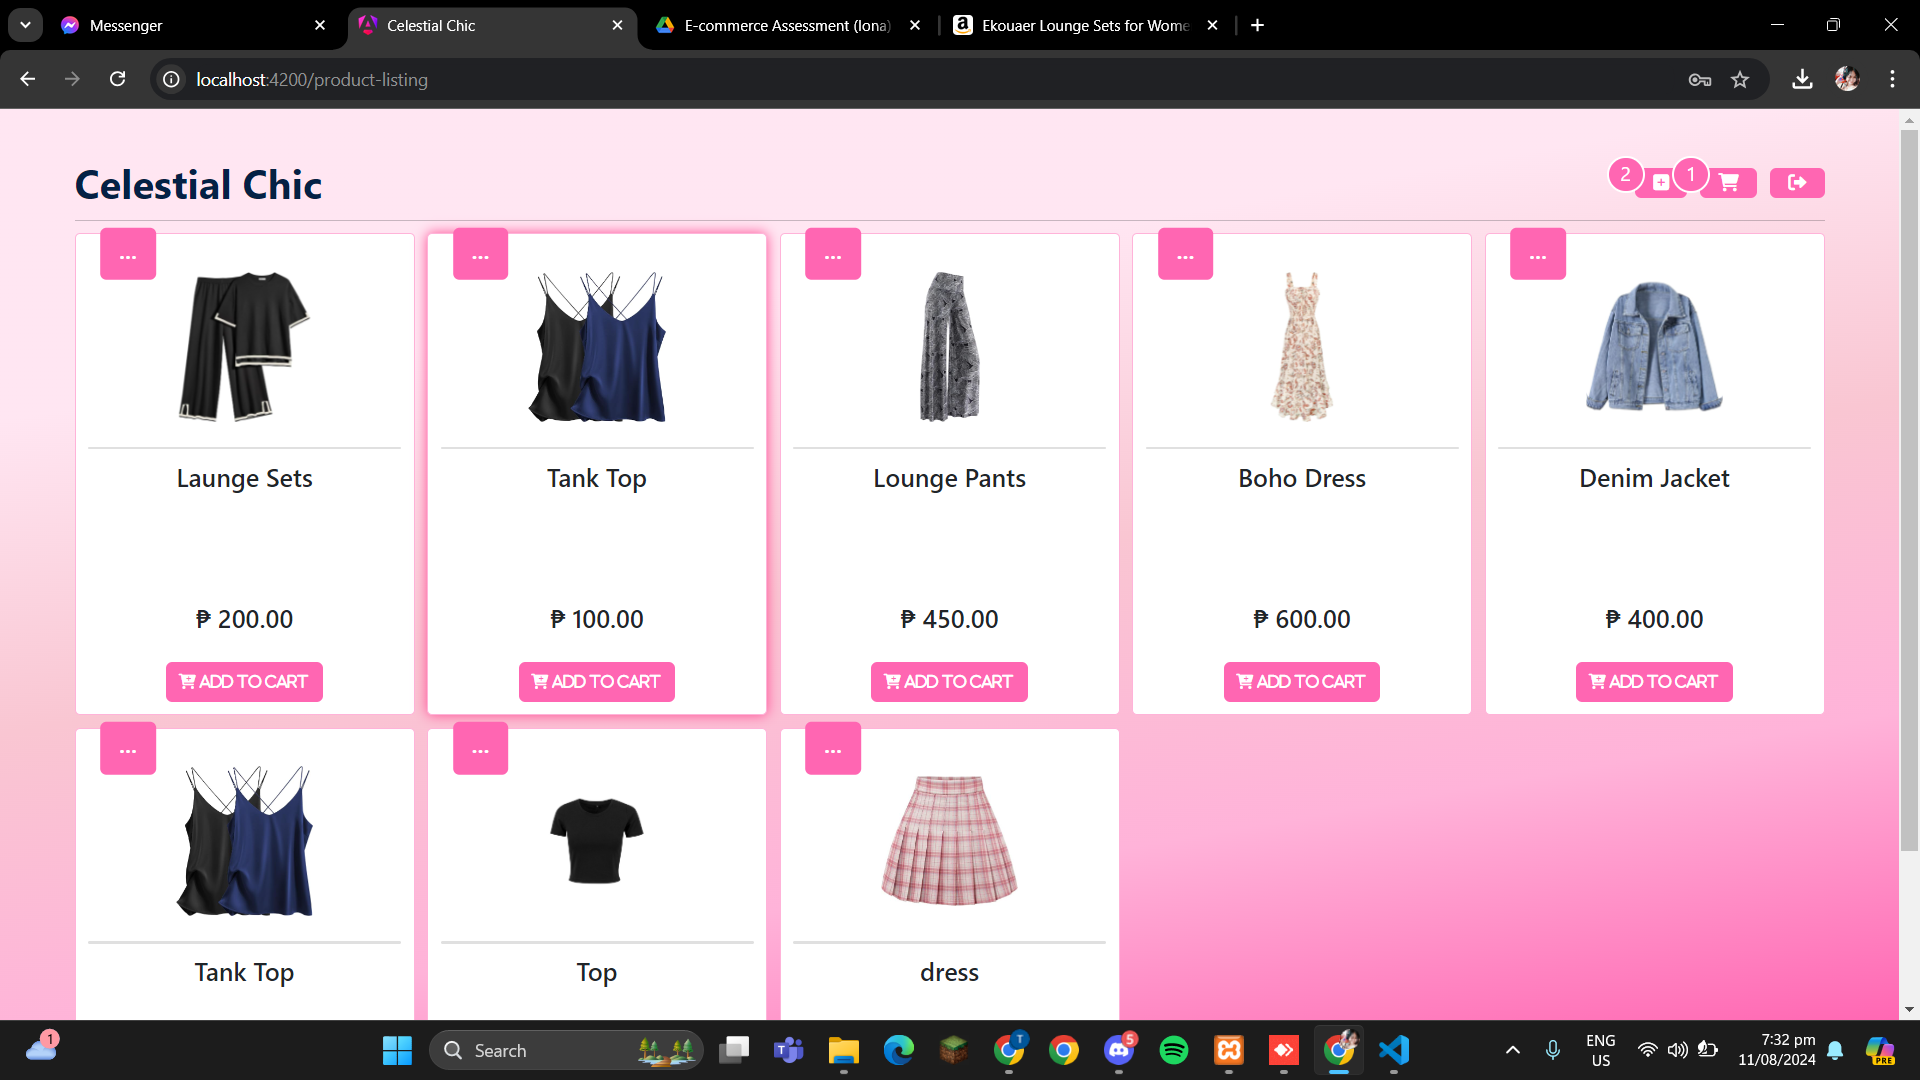 Messenger
Celestial Chic
E-commerce Assessment (Iona)
Ekouaer Lounge Sets for Wome
localhost:4200/product-listing
Celestial Chic
2
1
...
...
...
...
...
Launge Sets
Tank Top
Lounge Pants
Boho Dress
Denim Jacket
₱ 200.00
₱ 100.00
₱ 450.00
₱ 600.00
₱ 400.00
ADD TO CART
ADD TO CART
ADD TO CART
ADD TO CART
ADD TO CART
...
...
...
Tank Top
Top
dress
1
Search
T
5
ENG
US
7:32 pm
11/08/2024
PRE